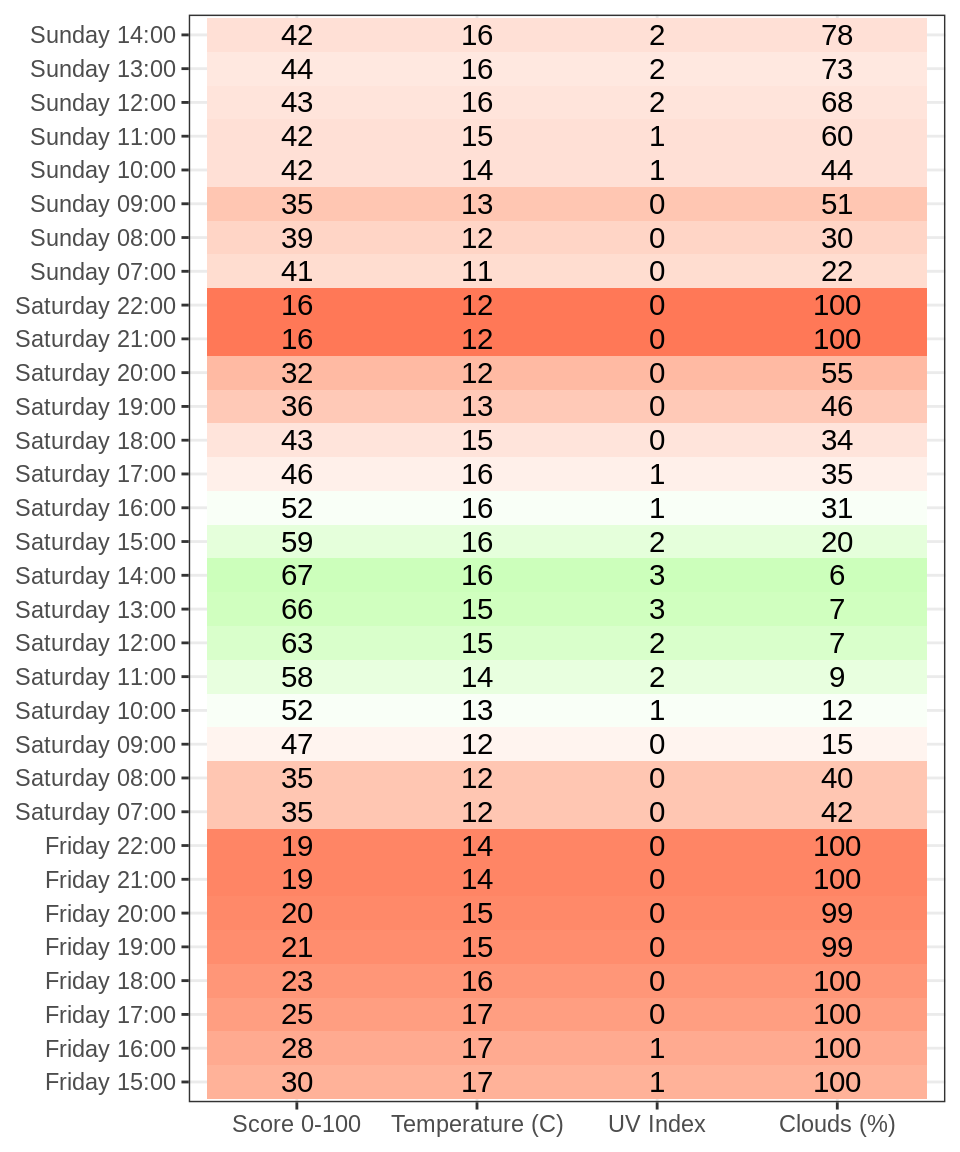 Sunday 14:00 42 16 2 78
Sunday 13:00 44 16 2 73
Sunday 12:00 43 16 2 68
Sunday 11:00 42 15 1 60
Sunday 10:00 42 14 1 44
Sunday 09:00 35 13 0 51
Sunday 08:00 39 12 0 30
Sunday 07:00 41 11 0 22
Saturday 22:00 16 12 0 100
Saturday 21:00 16 12 0 100
Saturday 20:00 32 12 0 55
Saturday 19:00 36 13 0 46
Saturday 18:00 43 15 0 34
Saturday 17:00 46 16 1 35
Saturday 16:00 52 16 1 31
Saturday 15:00 59 16 2 20
Saturday 14:00 67 16 3 6
Saturday 13:00 66 15 3 7
Saturday 12:00 63 15 2 7
Saturday 11:00 58 14 2 9
Saturday 10:00 52 13 1 12
Saturday 09:00 47 12 0 15
Saturday 08:00 35 12 0 40
Saturday 07:00 35 12 0 42
Friday 22:00 19 14 0 100
Friday 21:00 19 14 0 100
Friday 20:00 20 15 0 99
Friday 19:00 21 15 0 99
Friday 18:00 23 16 0 100
Friday 17:00 25 17 0 100
Friday 16:00 28 17 1 100
Friday 15:00 30 17 1 100
Score 0-100 Temperature (C) UV Index Clouds (%)